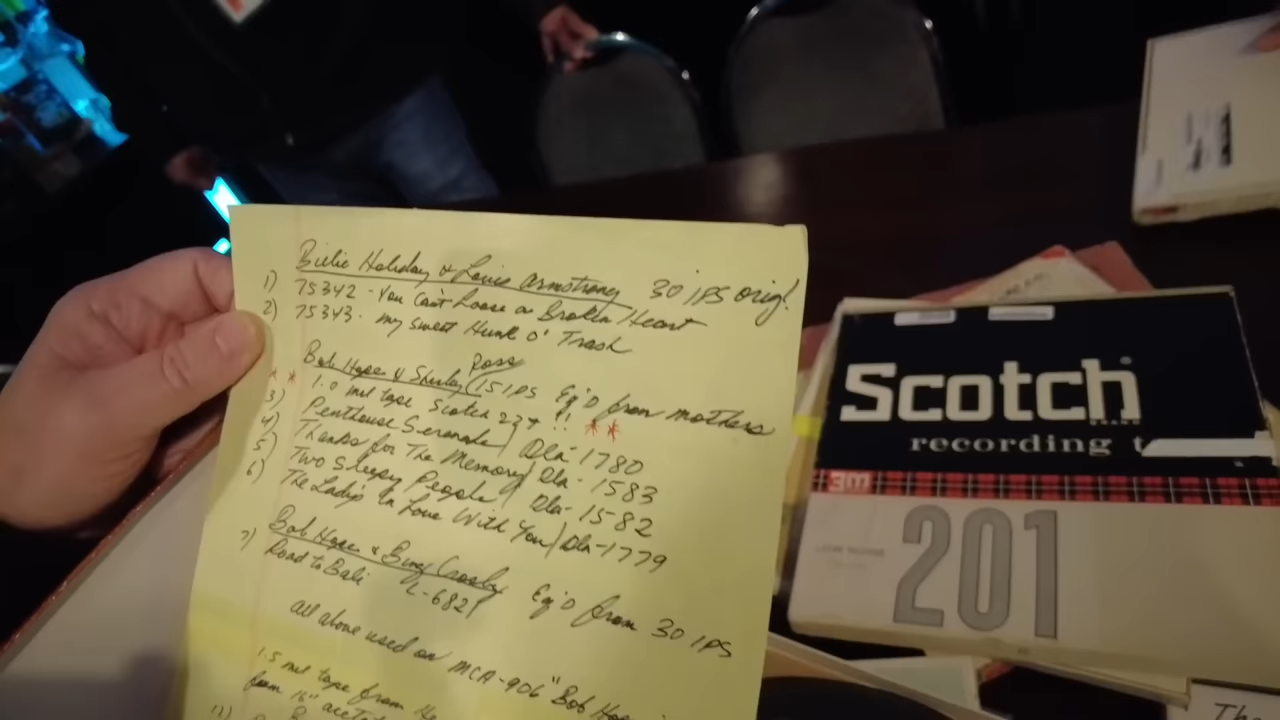 Billie Holiday & Louis Armstrong 30 IPS orig!
1) 75342 - You Can't Loose a Broken Heart
2) 75343 - My sweet Hunk O' Trash
Bob Hope & Shirley Ross 15 IPS Eq'd from mothers
** 1.0 mil tape Scotch 227 !! **
3) Penthouse Serenade / Dla-1780
4) Thanks for The Memory / Dla-1583
5) Two Sleepy People / Dla-1582
6) The Lady's In Love With You / Dla-1779
Bob Hope & Bing Crosby Eq'd from 30 IPS
7) Road to Bali L-6821
all above used on MCA-906 "Bob Hope
1.5 mil tape from
from 16" acetate
Scotch
BRAND
recording t
3M
201